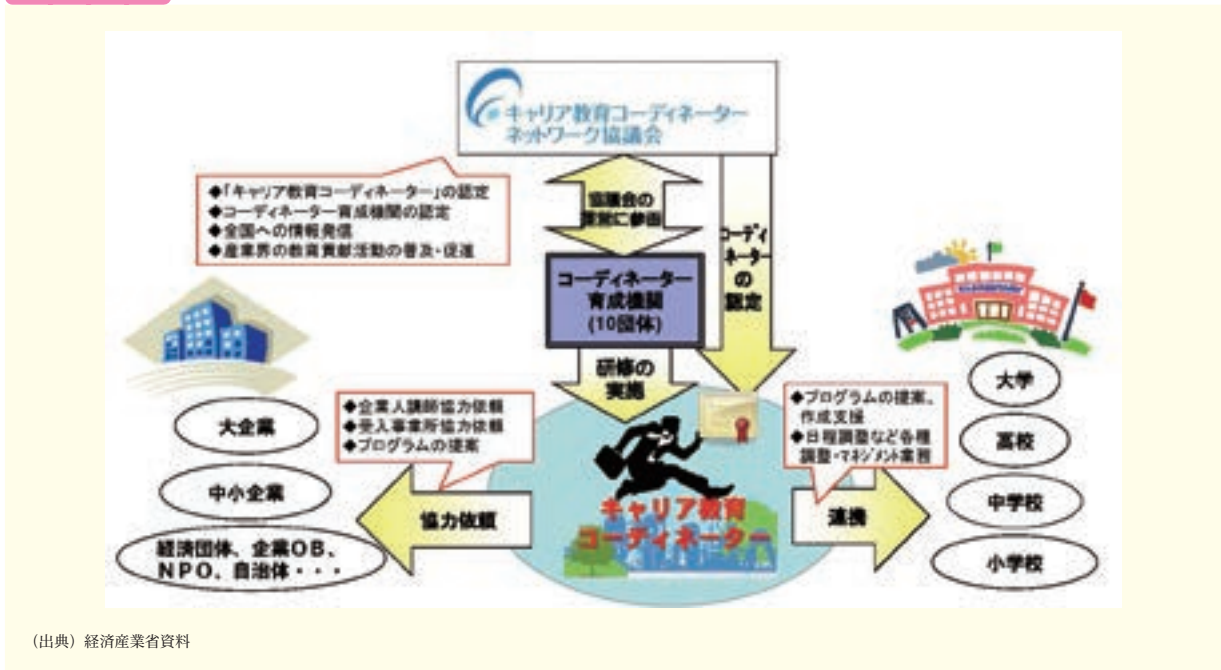 キャリア教育コーディネーター
ネットワーク協議会
◆「キャリア教育コーディネーター」の認定
◆コーディネーター育成機関の認定
◆全国への情報発信
◆産業界の教育貢献活動の普及・促進
協議会の
運営に参画
コーディ
ネーター
の
認定
コーディネーター
育成機関
(10団体)
研修の
実施
◆企業人講師協力依頼
◆受入事業所協力依頼
◆プログラムの提案
◆プログラムの提案、
作成支援
◆日程調整など各種
調整・マネジメント業務
大企業
中小企業
経済団体、企業OB、
NPO、自治体・・・
協力依頼
キャリア教育
コーディネーター
連携
大学
高校
中学校
小学校
（出典）経済産業省資料